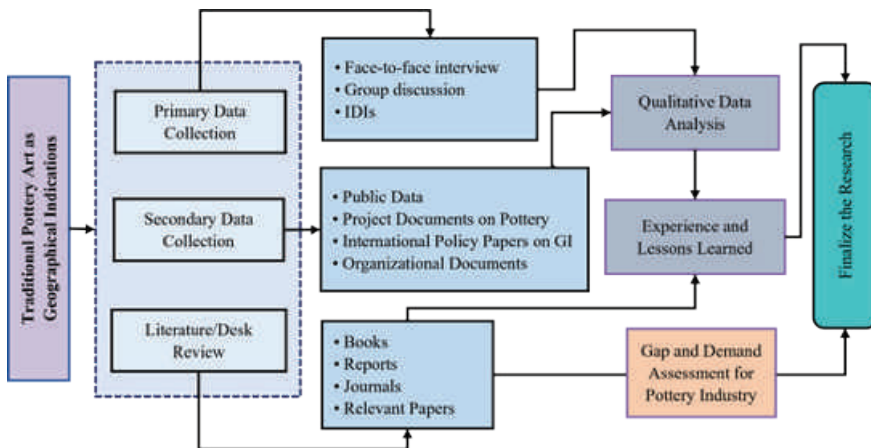 Traditional Pottery Art as
Geographical Indications
Primary Data
Collection
Secondary Data
Collection
Literature/Desk
Review
• Face-to-face interview
• Group discussion
• IDIs
• Public Data
• Project Documents on Pottery
• International Policy Papers on GI
• Organizational Documents
• Books
• Reports
• Journals
• Relevant Papers
Qualitative Data
Analysis
Experience and
Lessons Learned
Gap and Demand
Assessment for
Pottery Industry
Finalize the Research